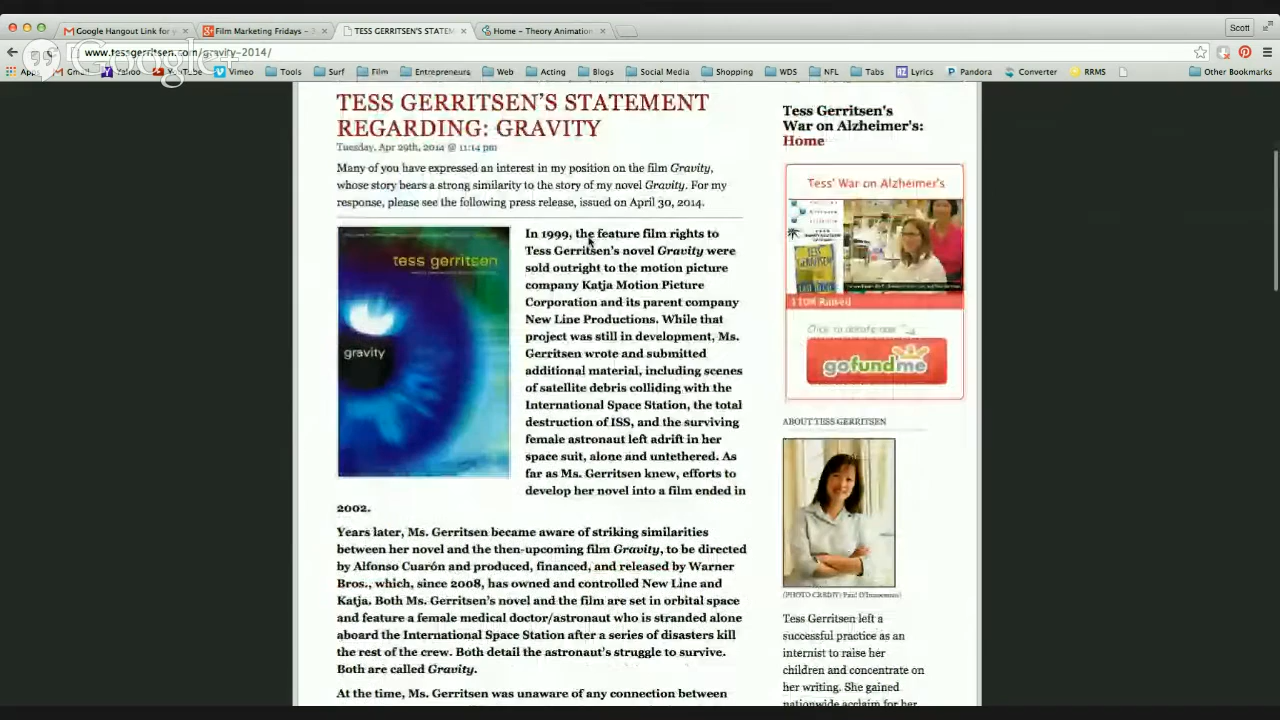 Scott
Google Hangout Link for y
Film Marketing Fridays – 3
TESS GERRITSEN'S STATEM
Home – Theory Animation
www.tessgerritsen.com/gravity-2014/
Google+
Apps
Gmail
Yahoo
YouTube
Vimeo
Tools
Surf
Film
Entrepreneurs
Web
Acting
Blogs
Social Media
Shopping
WDS
NFL
Tabs
Lyrics
Pandora
Converter
RRMS
Other Bookmarks
TESS GERRITSEN'S STATEMENT
REGARDING: GRAVITY
Tuesday, Apr 29th, 2014 @ 11:14 pm
Many of you have expressed an interest in my position on the film Gravity,
whose story bears a strong similarity to the story of my novel Gravity. For my
response, please see the following press release, issued on April 30, 2014.
tess gerritsen
gravity
In 1999, the feature film rights to
Tess Gerritsen's novel Gravity were
sold outright to the motion picture
company Katja Motion Picture
Corporation and its parent company
New Line Productions. While that
project was still in development, Ms.
Gerritsen wrote and submitted
additional material, including scenes
of satellite debris colliding with the
International Space Station, the total
destruction of ISS, and the surviving
female astronaut left adrift in her
space suit, alone and untethered. As
far as Ms. Gerritsen knew, efforts to
develop her novel into a film ended in
2002.
Years later, Ms. Gerritsen became aware of striking similarities
between her novel and the then-upcoming film Gravity, to be directed
by Alfonso Cuarón and produced, financed, and released by Warner
Bros., which, since 2008, has owned and controlled New Line and
Katja. Both Ms. Gerritsen's novel and the film are set in orbital space
and feature a female medical doctor/astronaut who is stranded alone
aboard the International Space Station after a series of disasters kill
the rest of the crew. Both detail the astronaut's struggle to survive.
Both are called Gravity.
At the time, Ms. Gerritsen was unaware of any connection between
Tess Gerritsen's
War on Alzheimer's:
Home
Tess' War on Alzheimer's
Raised
Click to donate now
gofundme
ABOUT TESS GERRITSEN
(PHOTO CREDIT) Paul
Tess Gerritsen left a
successful practice as an
internist to raise her
children and concentrate on
her writing. She gained
nationwide acclaim for her